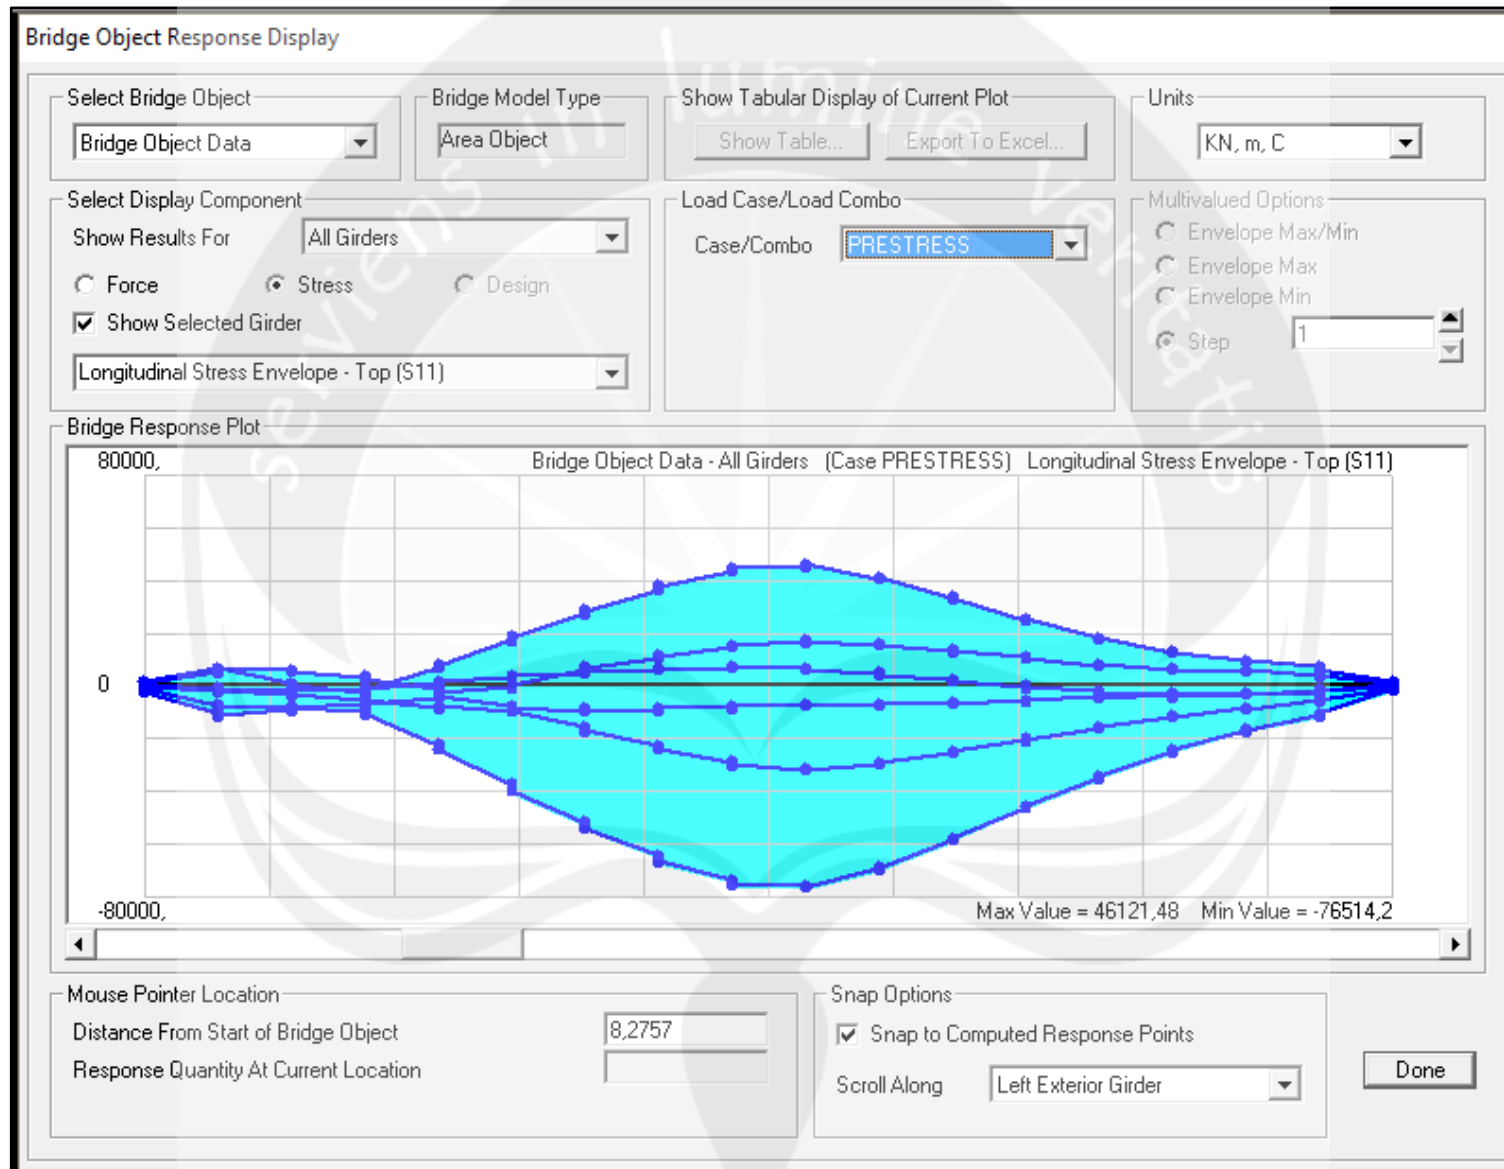 Bridge Object Response Display
Select Bridge Object
Bridge Object Data
Bridge Model Type
Area Object
Show Tabular Display of Current Plot
Show Table...
Export To Excel...
Units
KN, m, C
Select Display Component
Show Results For
All Girders
Force
Stress
Design
Show Selected Girder
Longitudinal Stress Envelope - Top (S11)
Load Case/Load Combo
Case/Combo
PRESTRESS
Multivalued Options
Envelope Max/Min
Envelope Max
Envelope Min
Step
1
Bridge Response Plot
80000,
Bridge Object Data - All Girders (Case PRESTRESS) Longitudinal Stress Envelope - Top (S11)
0
-80000,
Max Value = 46121,48 Min Value = -76514,2
Mouse Pointer Location
Distance From Start of Bridge Object
8,2757
Response Quantity At Current Location
Snap Options
Snap to Computed Response Points
Scroll Along
Left Exterior Girder
Done
serviens in lumine veritatis